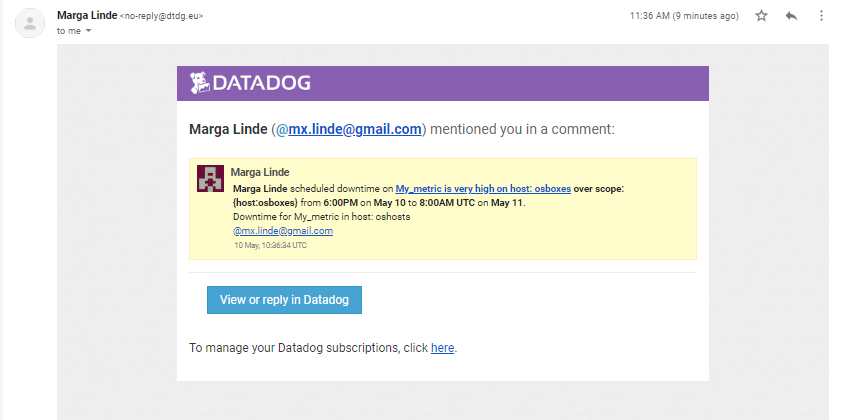 Marga Linde <no-reply@dtdg.eu>
11:36 AM (9 minutes ago)
to me
DATADOG
Marga Linde (@mx.linde@gmail.com) mentioned you in a comment:
Marga Linde
Marga Linde scheduled downtime on My_metric is very high on host: osboxes over scope:
{host:osboxes} from 6:00PM on May 10 to 8:00AM UTC on May 11.
Downtime for My_metric in host: oshosts
@mx.linde@gmail.com
10 May, 10:36:34 UTC
View or reply in Datadog
To manage your Datadog subscriptions, click here.